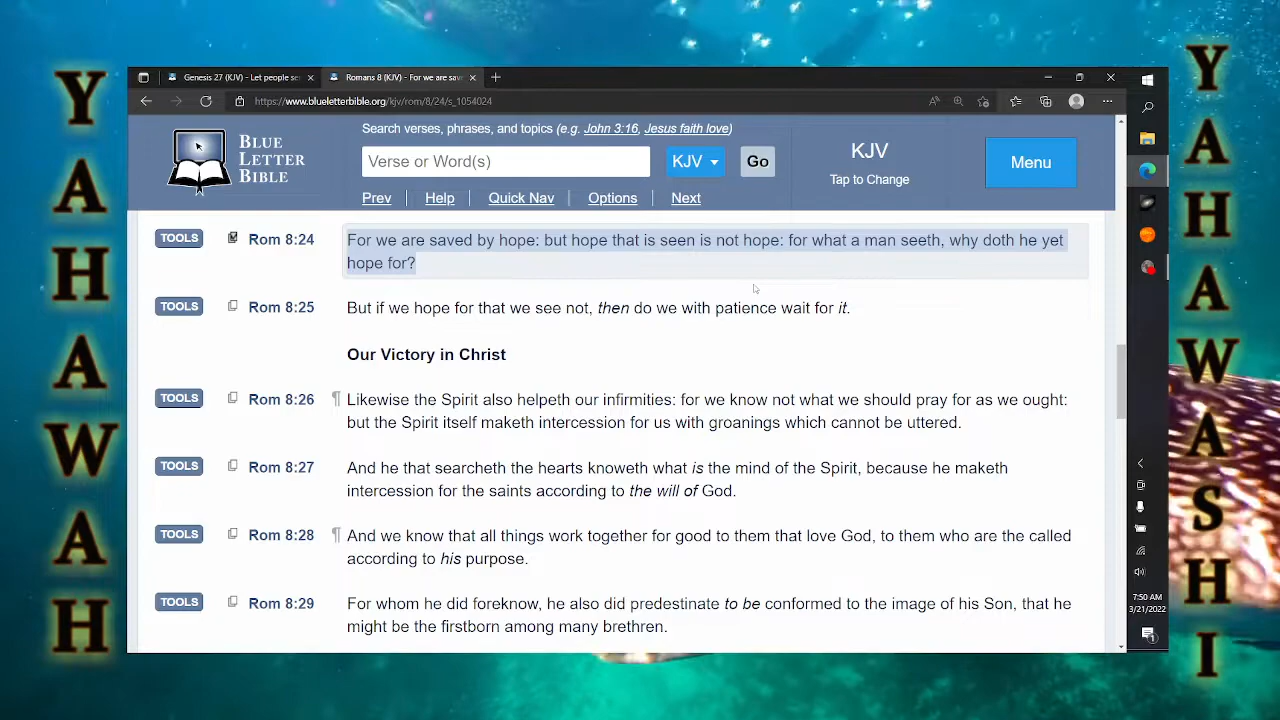 YAHAWAH
Genesis 27 (KJV) - Let people se
Romans 8 (KJV) - For we are sav
https://www.blueletterbible.org/kjv/rom/8/24/s_1054024
BLUE
LETTER
BIBLE
Search verses, phrases, and topics (e.g. John 3:16, Jesus faith love)
Verse or Word(s)
KJV
Go
KJV
Tap to Change
Menu
Prev
Help
Quick Nav
Options
Next
TOOLS Rom 8:24 For we are saved by hope: but hope that is seen is not hope: for what a man seeth, why doth he yet
hope for?
TOOLS Rom 8:25 But if we hope for that we see not, then do we with patience wait for it.
Our Victory in Christ
TOOLS Rom 8:26 ¶ Likewise the Spirit also helpeth our infirmities: for we know not what we should pray for as we ought:
but the Spirit itself maketh intercession for us with groanings which cannot be uttered.
TOOLS Rom 8:27 And he that searcheth the hearts knoweth what is the mind of the Spirit, because he maketh
intercession for the saints according to the will of God.
TOOLS Rom 8:28 ¶ And we know that all things work together for good to them that love God, to them who are the called
according to his purpose.
TOOLS Rom 8:29 For whom he did foreknow, he also did predestinate to be conformed to the image of his Son, that he
might be the firstborn among many brethren.
7:50 AM
3/21/2022
1
YAHAWASHI